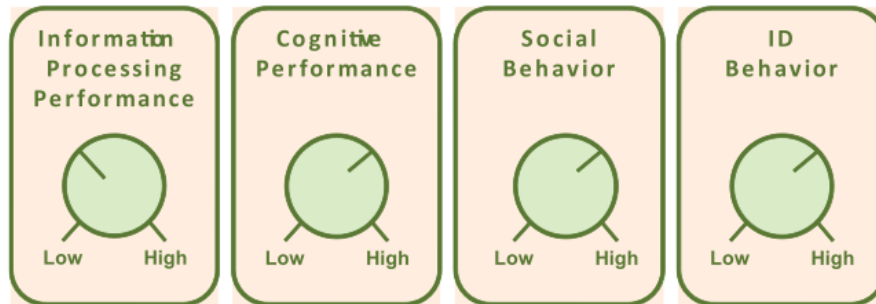 Information
Processing
Performance
Low
High
Cognitive
Performance
Low
High
Social
Behavior
Low
High
ID
Behavior
Low
High